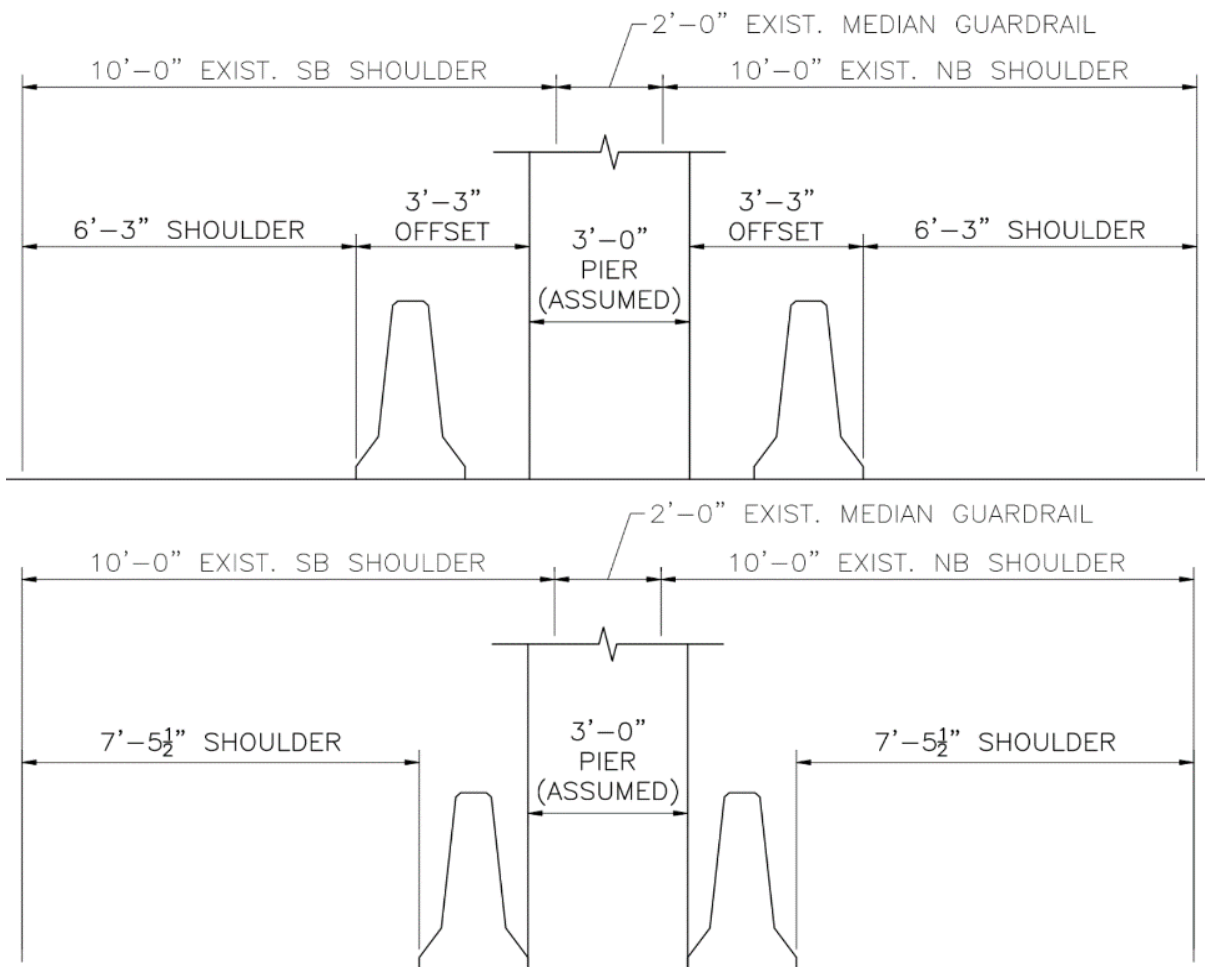 2'-0" EXIST. MEDIAN GUARDRAIL
10'-0" EXIST. SB SHOULDER
10'-0" EXIST. NB SHOULDER
6'-3" SHOULDER
3'-3"
OFFSET
3'-0"
PIER
(ASSUMED)
3'-3"
OFFSET
6'-3" SHOULDER
2'-0" EXIST. MEDIAN GUARDRAIL
10'-0" EXIST. SB SHOULDER
10'-0" EXIST. NB SHOULDER
7'-5½" SHOULDER
3'-0"
PIER
(ASSUMED)
7'-5½" SHOULDER